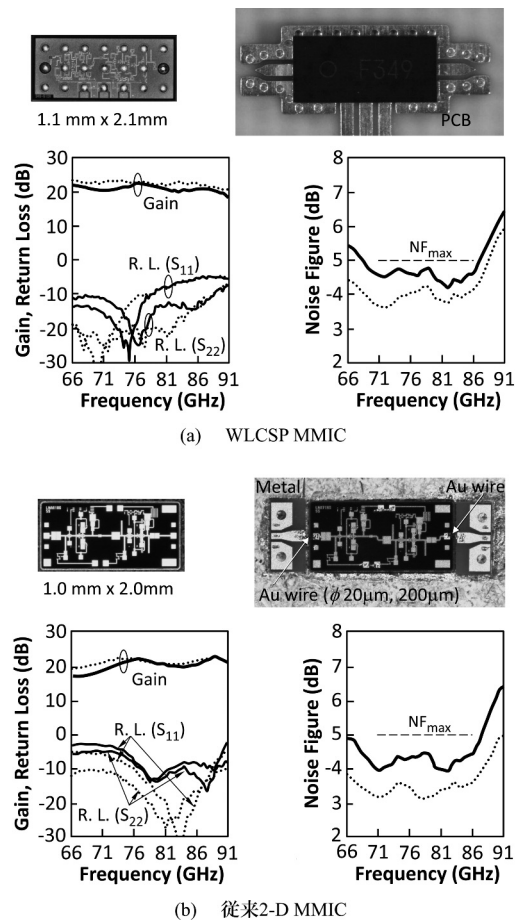 F349
1.1 mm x 2.1mm
PCB
Gain, Return Loss (dB)
30
20
10
0
-10
-20
-30
Gain
R. L. (S11)
R. L. (S22)
66 71 76 81 86 91
Frequency (GHz)
Noise Figure (dB)
8
7
6
5
-4
3
2
NFmax
66 71 76 81 86 91
Frequency (GHz)
(a) WLCSP MMIC
Metal
Au wire
1.0 mm x 2.0mm
Au wire (ϕ20μm, 200μm)
Gain, Return Loss (dB)
30
20
10
0
-10
-20
-30
Gain
R. L. (S11)
R. L. (S22)
66 71 76 81 86 91
Frequency (GHz)
Noise Figure (dB)
8
7
6
5
-4
3
2
NFmax
66 71 76 81 86 91
Frequency (GHz)
(b) 従来2-D MMIC